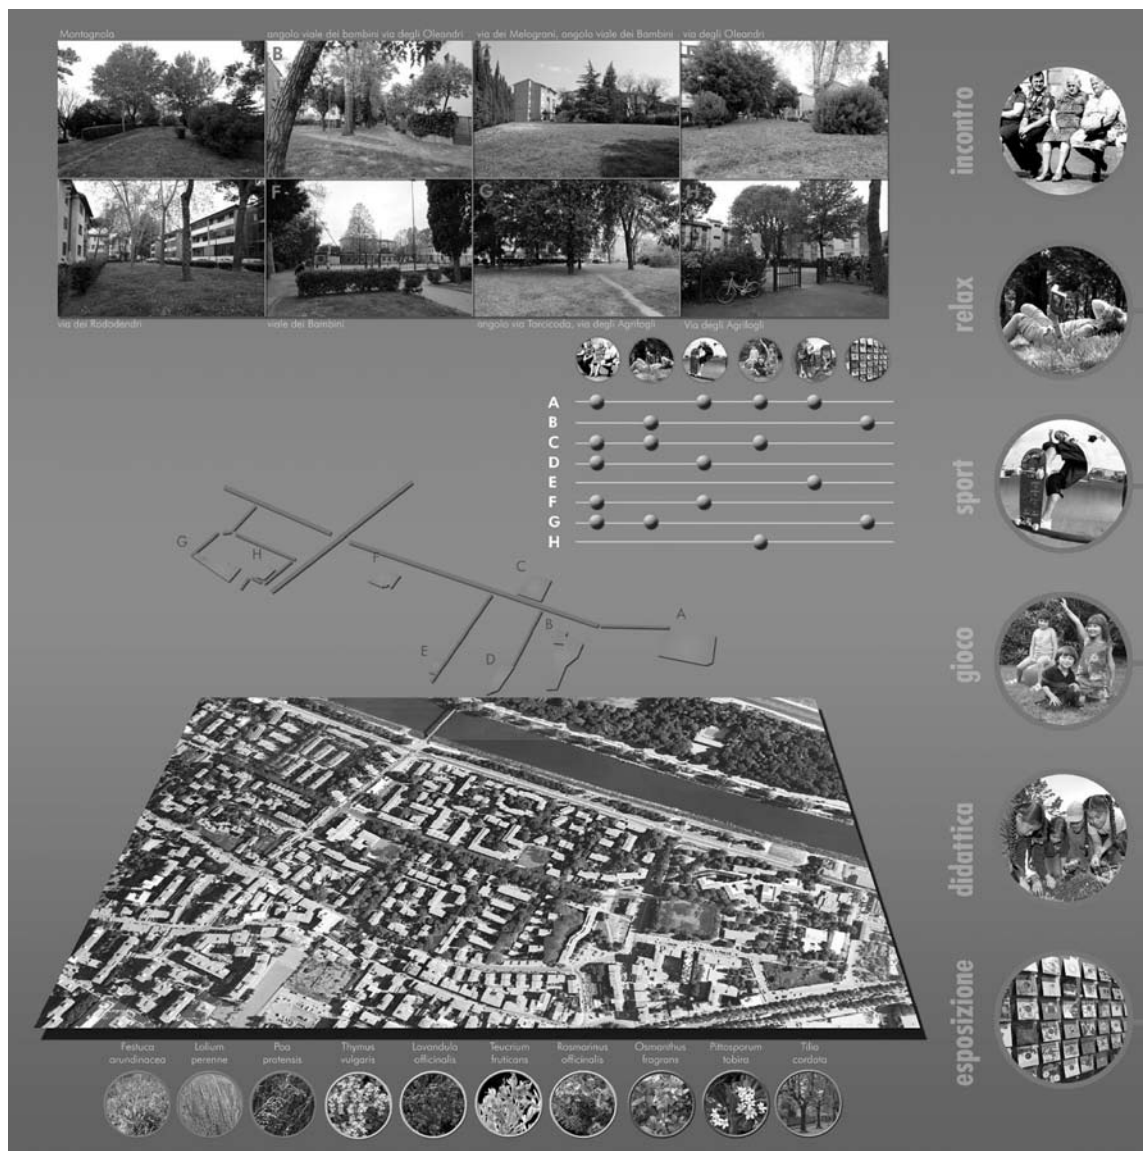 Montagnola
angolo viale dei bambini via degli Oleandri
via dei Melograni, angolo viale dei Bambini
via degli Oleandri
B
F
G
H
via dei Rododendri
viale dei Bambini
angolo via Torcicoda, via degli Agrifogli
Via degli Agrifogli
A
B
C
D
E
F
G
H
G
H
F
C
A
B
E
D
incontro
relax
sport
gioco
didattica
esposizione
Festuca
arundinacea
Lolium
perenne
Poa
pratensis
Thymus
vulgaris
Lavandula
officinalis
Teucrium
fruticans
Rosmarinus
officinalis
Osmanthus
fragrans
Pittosporum
tobira
Tilia
cordata